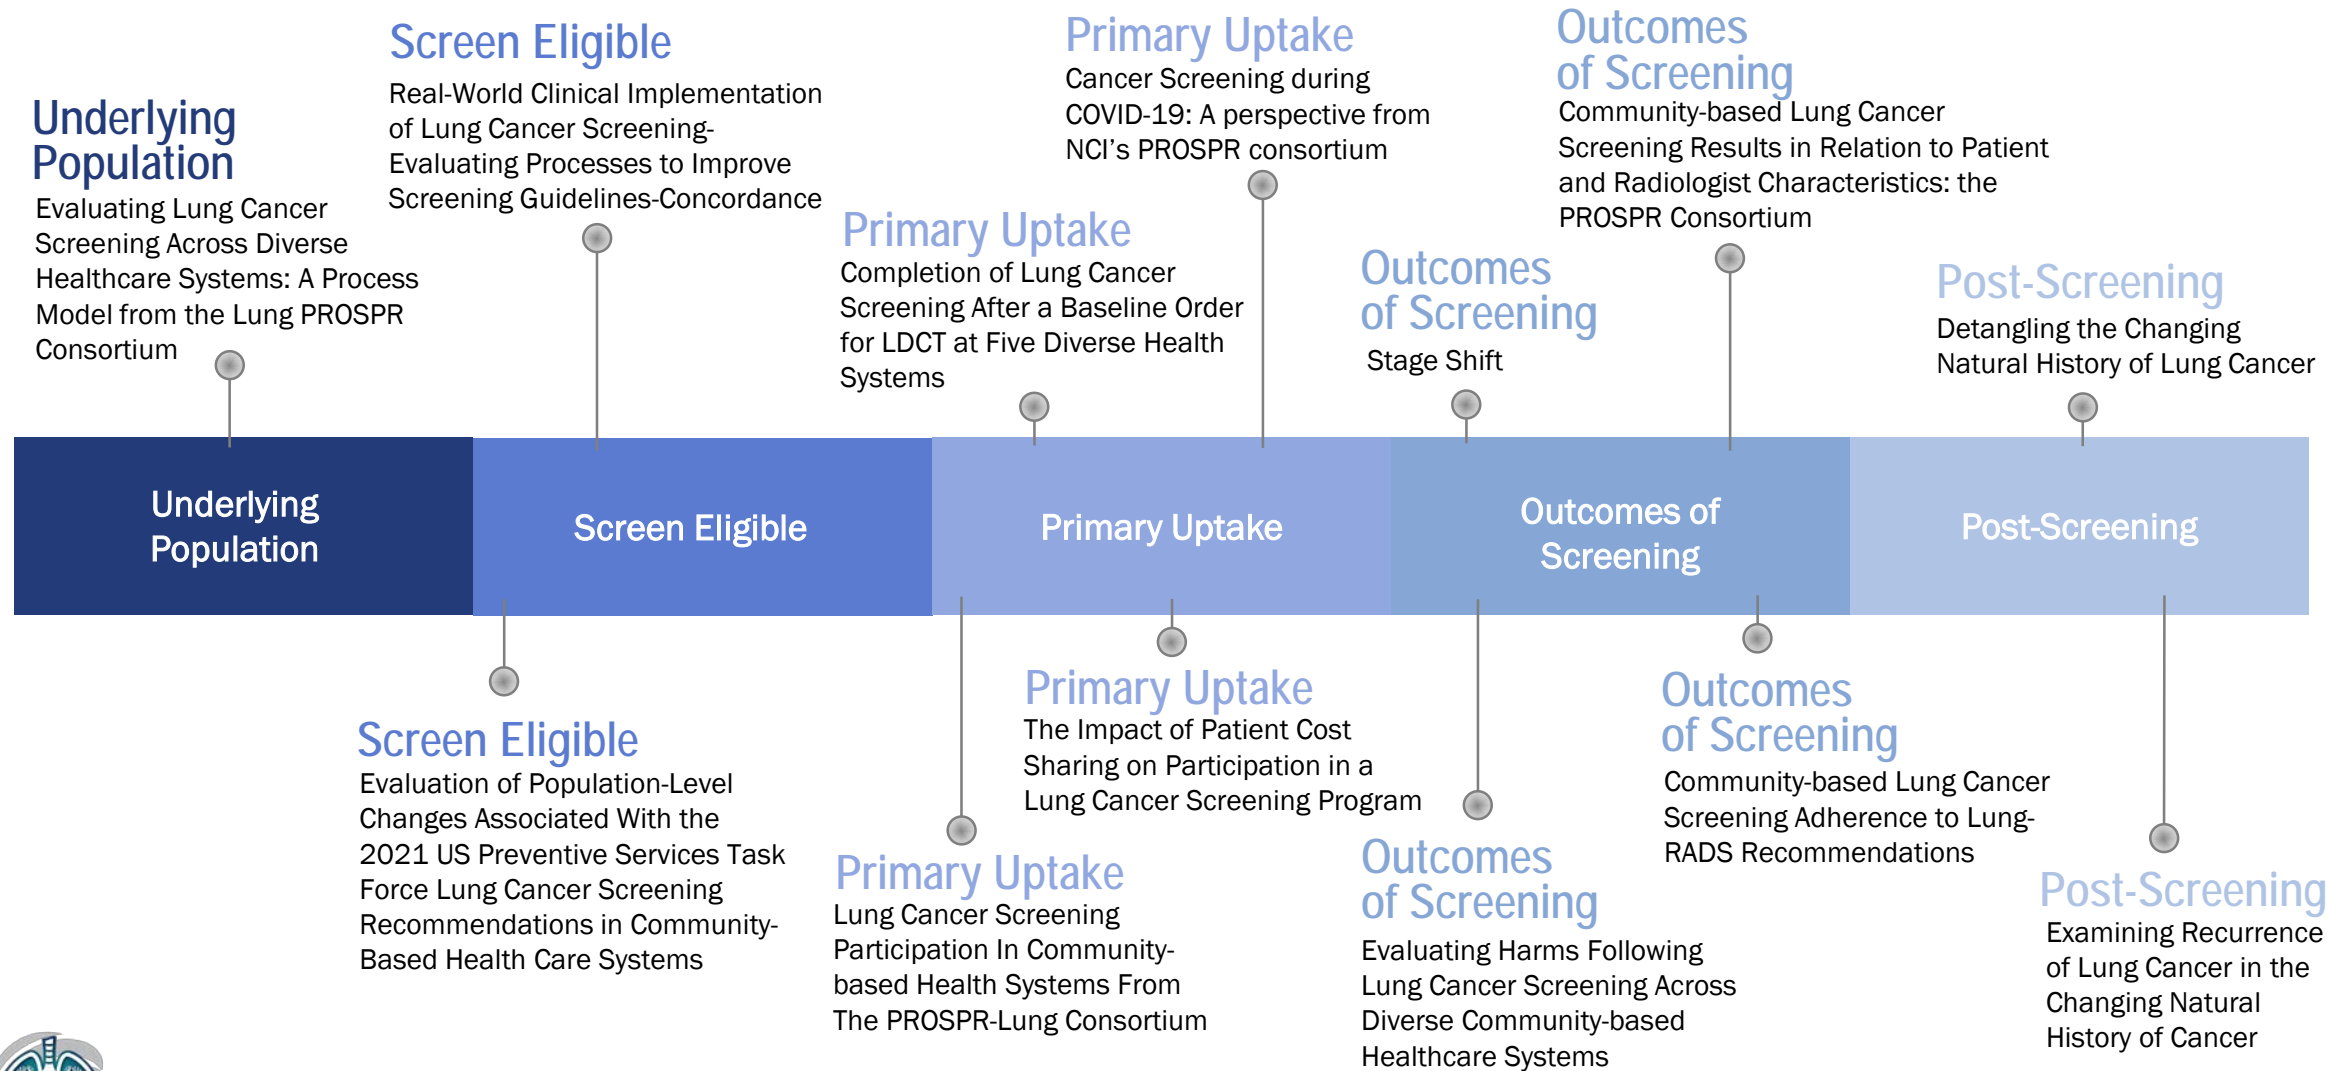 Underlying
Population
Evaluating Lung Cancer
Screening Across Diverse
Healthcare Systems: A Process
Model from the Lung PROSPR
Consortium
Screen Eligible
Real-World Clinical Implementation
of Lung Cancer Screening-
Evaluating Processes to Improve
Screening Guidelines-Concordance
Primary Uptake
Completion of Lung Cancer
Screening After a Baseline Order
for LDCT at Five Diverse Health
Systems
Primary Uptake
Cancer Screening during
COVID-19: A perspective from
NCI’s PROSPR consortium
Outcomes
of Screening
Stage Shift
Outcomes
of Screening
Community-based Lung Cancer
Screening Results in Relation to Patient
and Radiologist Characteristics: the
PROSPR Consortium
Post-Screening
Detangling the Changing
Natural History of Lung Cancer
Underlying
Population
Screen Eligible
Primary Uptake
Outcomes of
Screening
Post-Screening
Screen Eligible
Evaluation of Population-Level
Changes Associated With the
2021 US Preventive Services Task
Force Lung Cancer Screening
Recommendations in Community-
Based Health Care Systems
Primary Uptake
Lung Cancer Screening
Participation In Community-
based Health Systems From
The PROSPR-Lung Consortium
Primary Uptake
The Impact of Patient Cost
Sharing on Participation in a
Lung Cancer Screening Program
Outcomes
of Screening
Evaluating Harms Following
Lung Cancer Screening Across
Diverse Community-based
Healthcare Systems
Outcomes
of Screening
Community-based Lung Cancer
Screening Adherence to Lung-
RADS Recommendations
Post-Screening
Examining Recurrence
of Lung Cancer in the
Changing Natural
History of Cancer